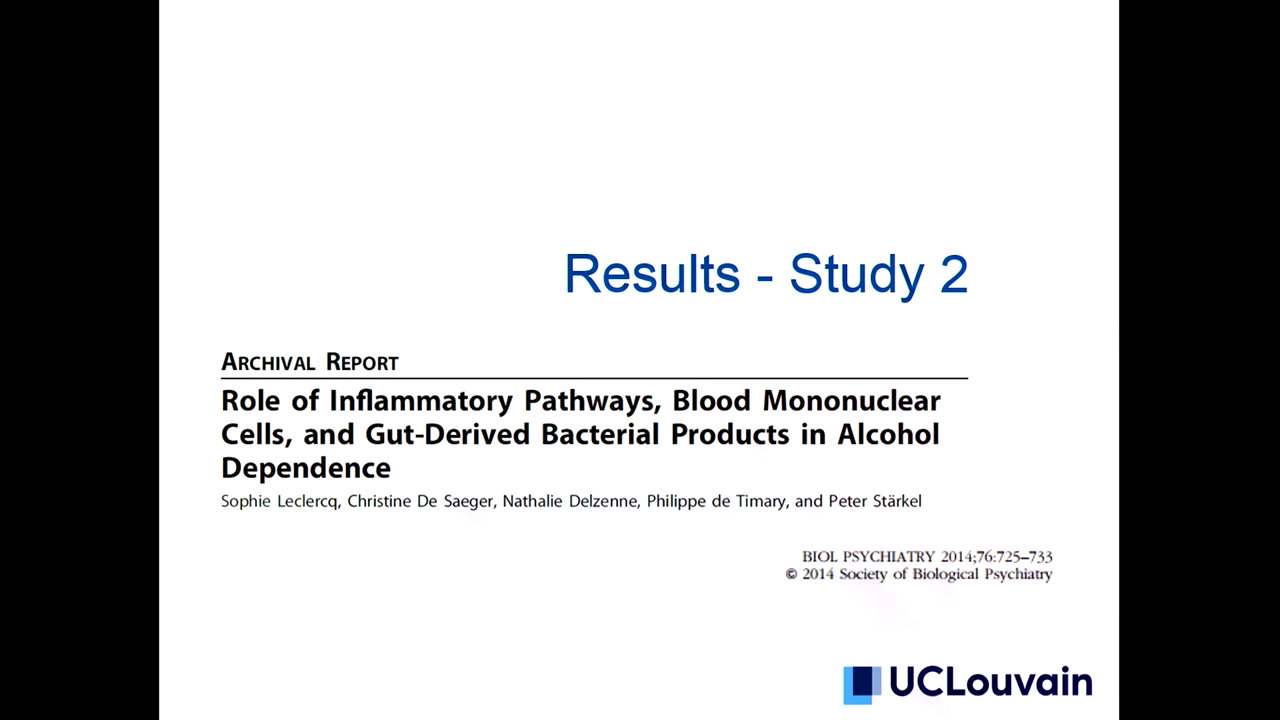 Results - Study 2
ARCHIVAL REPORT
Role of Inflammatory Pathways, Blood Mononuclear
Cells, and Gut-Derived Bacterial Products in Alcohol
Dependence
Sophie Leclercq, Christine De Saeger, Nathalie Delzenne, Philippe de Timary, and Peter Stärkel
BIOL PSYCHIATRY 2014;76:725–733
© 2014 Society of Biological Psychiatry
UCLouvain